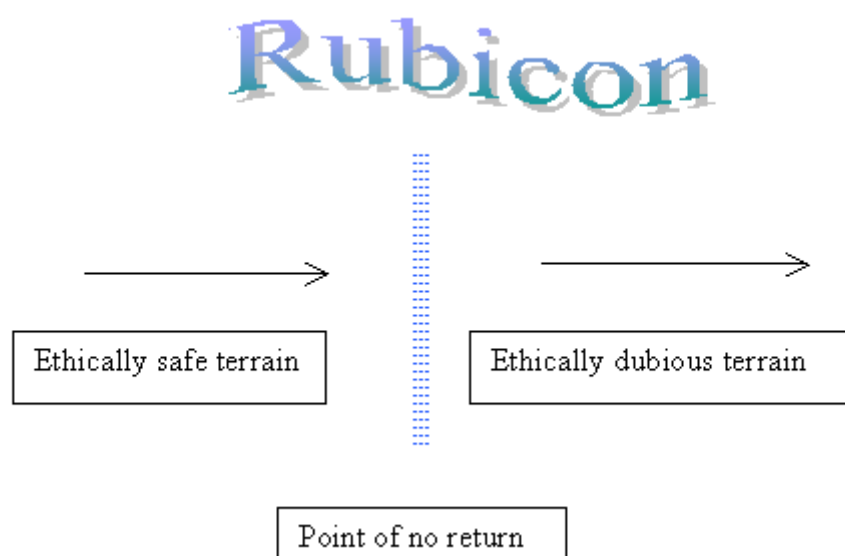 Rubicon
Ethically safe terrain
Ethically dubious terrain
Point of no return